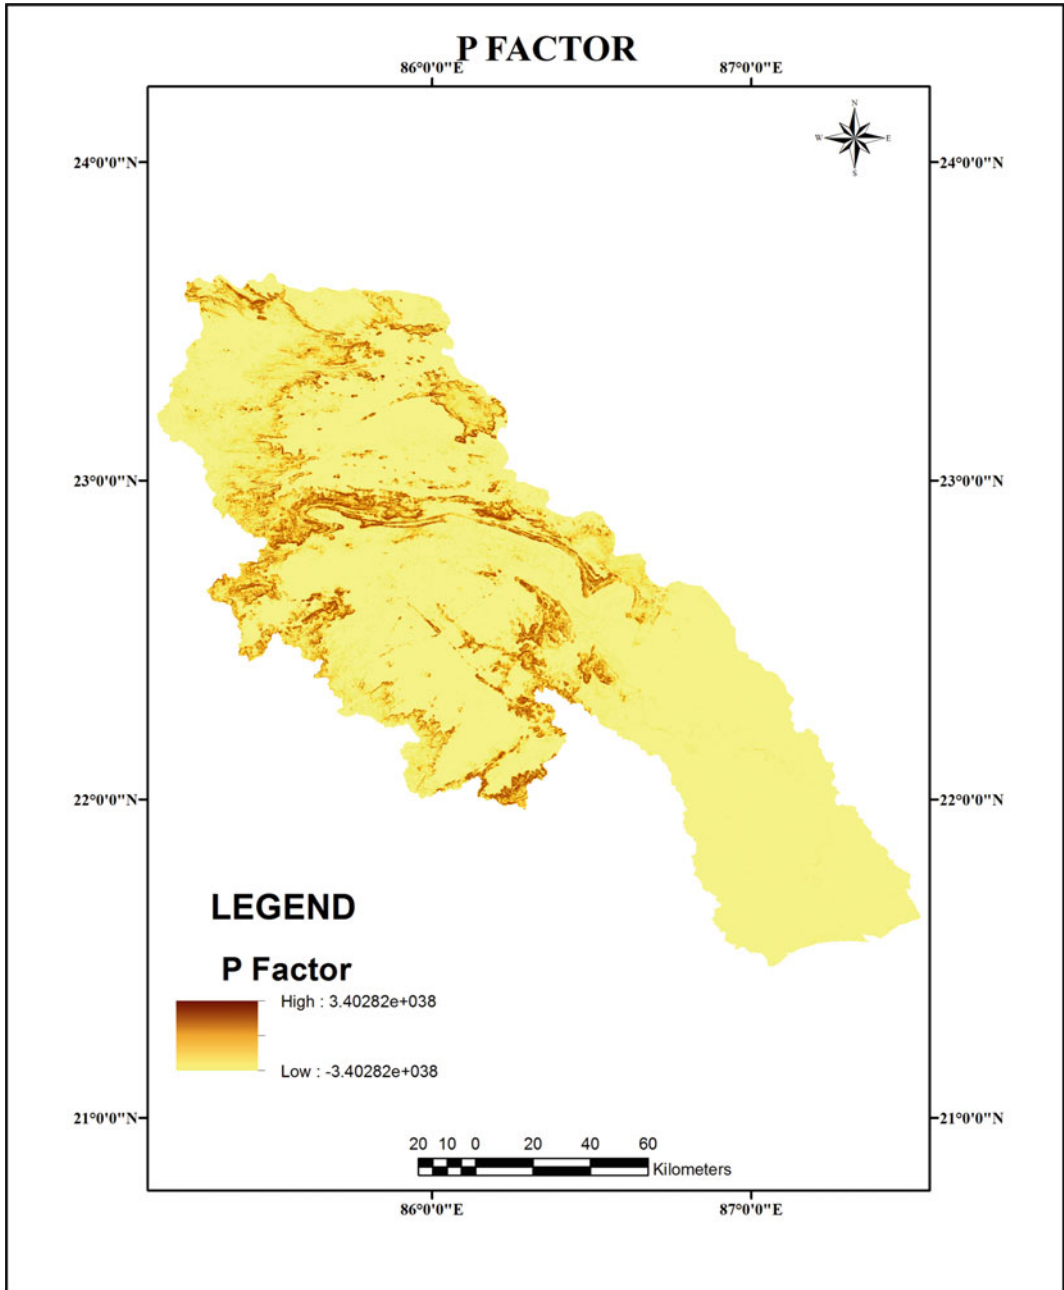 P FACTOR
86°0'0"E 87°0'0"E
N
W E
S
24°0'0"N 24°0'0"N
23°0'0"N 23°0'0"N
22°0'0"N 22°0'0"N
LEGEND
P Factor
High : 3.40282e+038
Low : -3.40282e+038
21°0'0"N 21°0'0"N
20 10 0 20 40 60
Kilometers
86°0'0"E 87°0'0"E